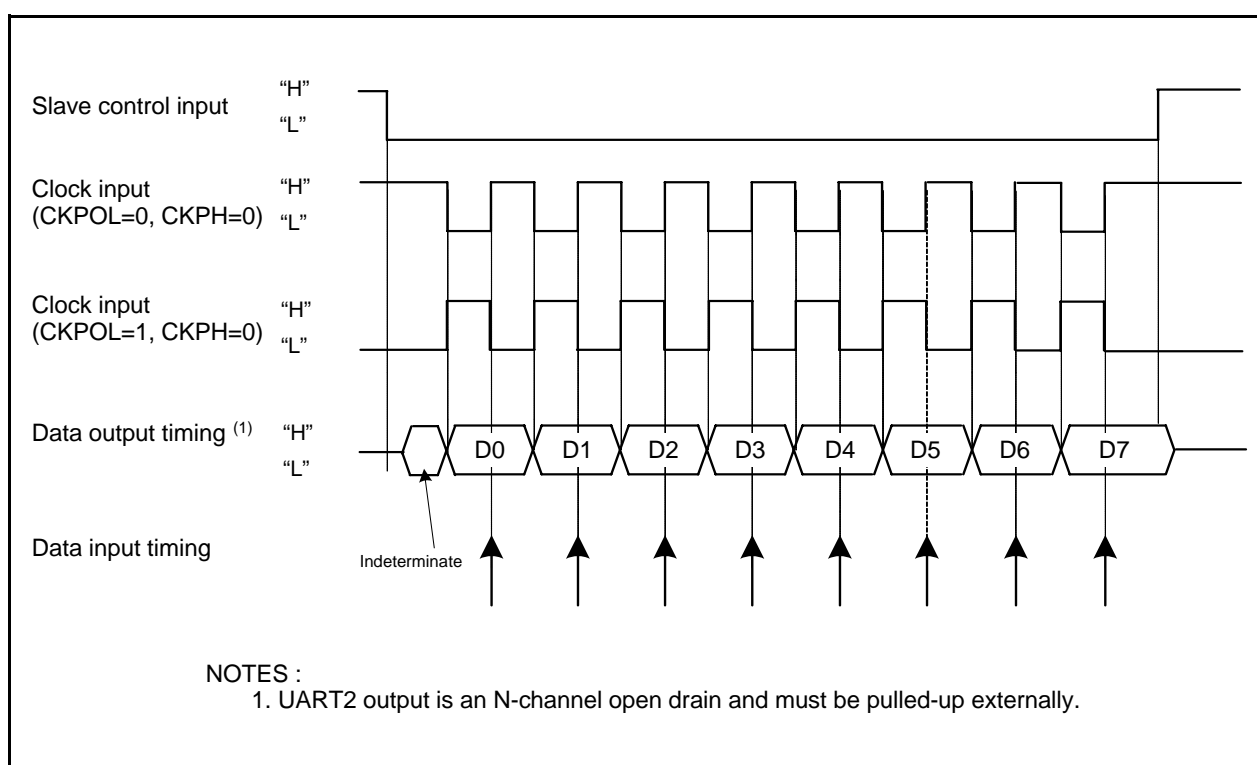 Slave control input
“H”
“L”
Clock input
(CKPOL=0, CKPH=0)
“H”
“L”
Clock input
(CKPOL=1, CKPH=0)
“H”
“L”
Data output timing (1)
“H”
“L”
D0 D1 D2 D3 D4 D5 D6 D7
Data input timing
Indeterminate
NOTES :
1. UART2 output is an N-channel open drain and must be pulled-up externally.